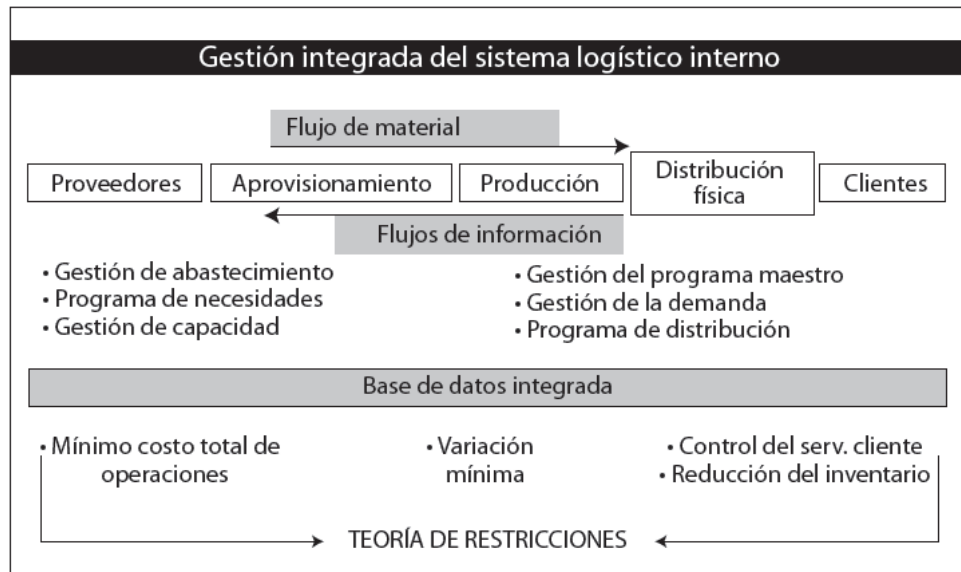 Gestión integrada del sistema logístico interno
Flujo de material
Proveedores
Aprovisionamiento
Producción
Distribución
física
Clientes
Flujos de información
• Gestión de abastecimiento
• Programa de necesidades
• Gestión de capacidad
• Gestión del programa maestro
• Gestión de la demanda
• Programa de distribución
Base de datos integrada
• Mínimo costo total de
operaciones
• Variación
mínima
• Control del serv. cliente
• Reducción del inventario
TEORÍA DE RESTRICCIONES